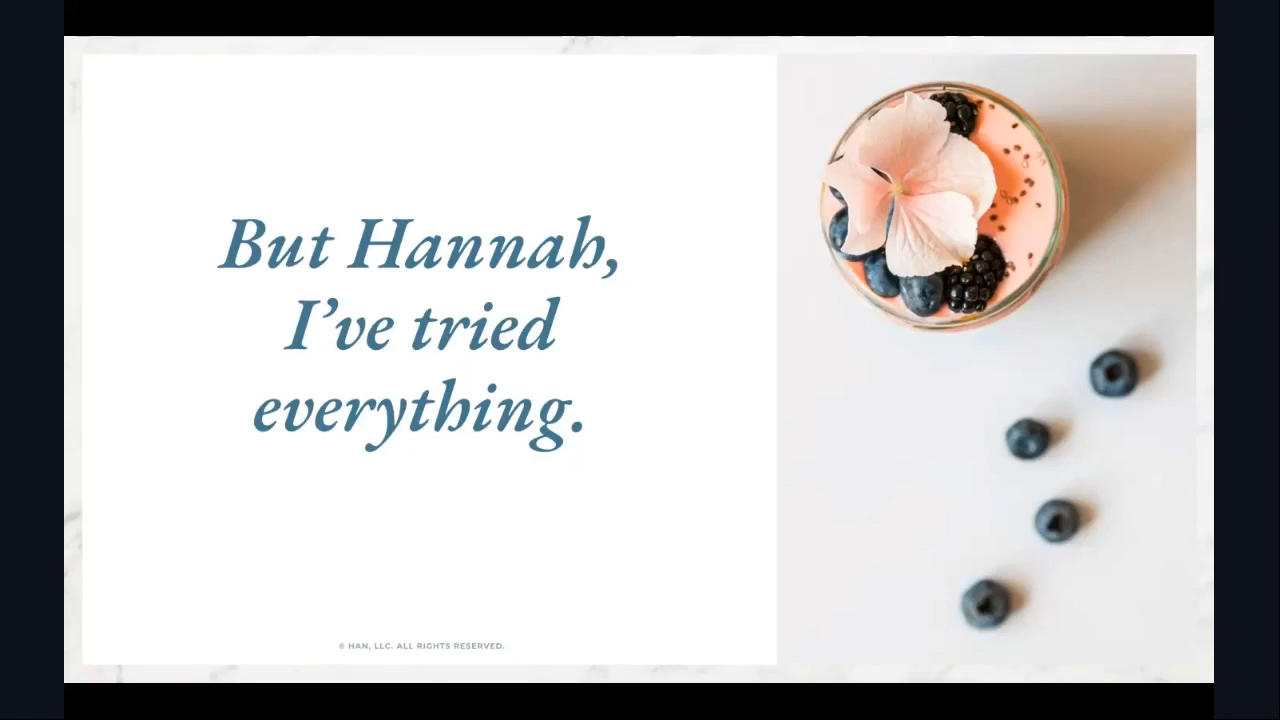 But Hannah,
I’ve tried
everything.
© HAN, LLC. ALL RIGHTS RESERVED.